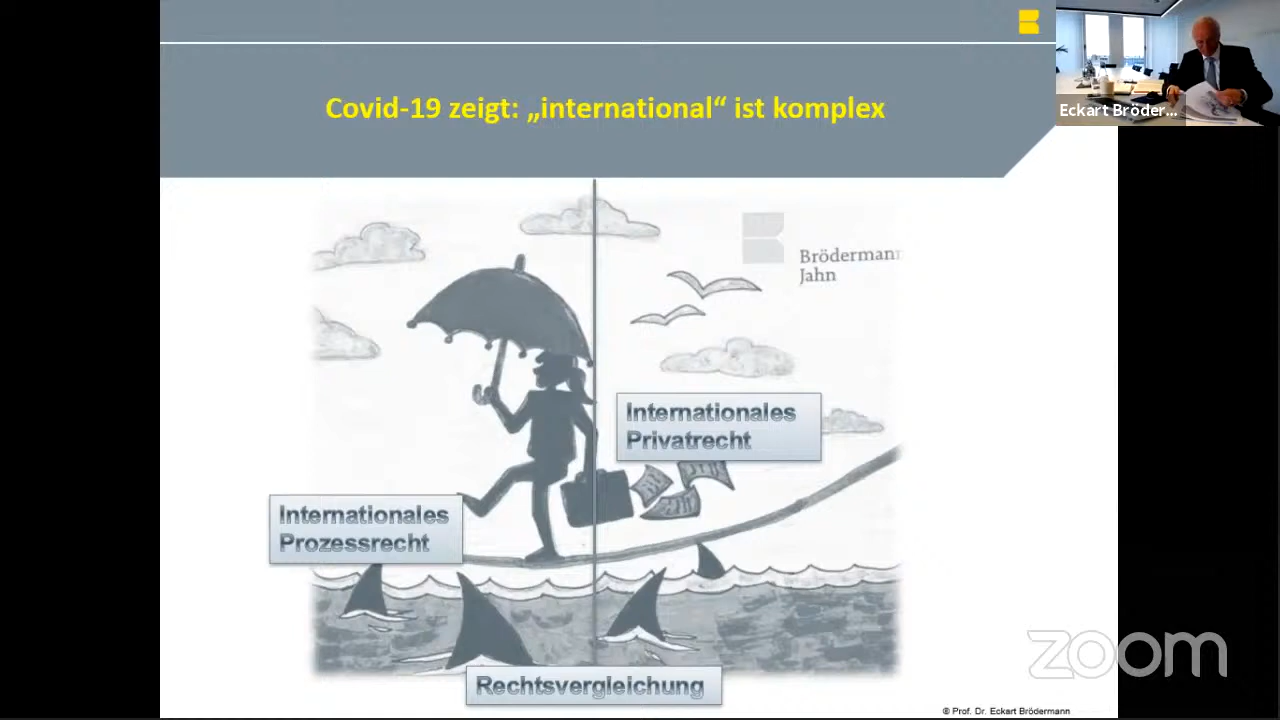 Covid-19 zeigt: „international“ ist komplex
Eckart Bröder...
Brödermann
Jahn
Internationales
Privatrecht
Internationales
Prozessrecht
Rechtsvergleichung
zoom
© Prof. Dr. Eckart Brödermann